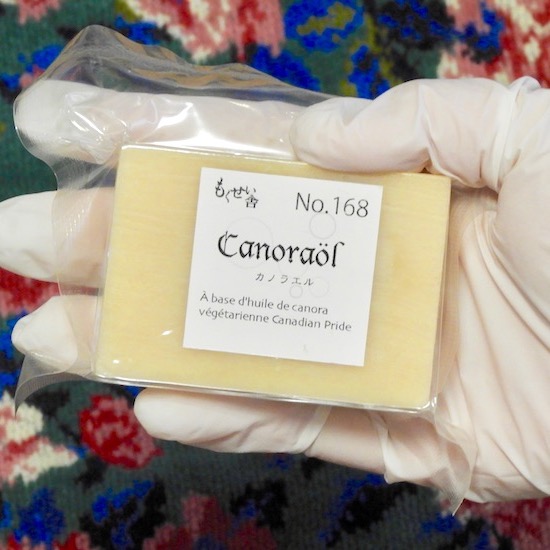 もくせい舎
No.168
Canoraöl
カノラエル
À base d'huile de canora
végétarienne Canadian Pride